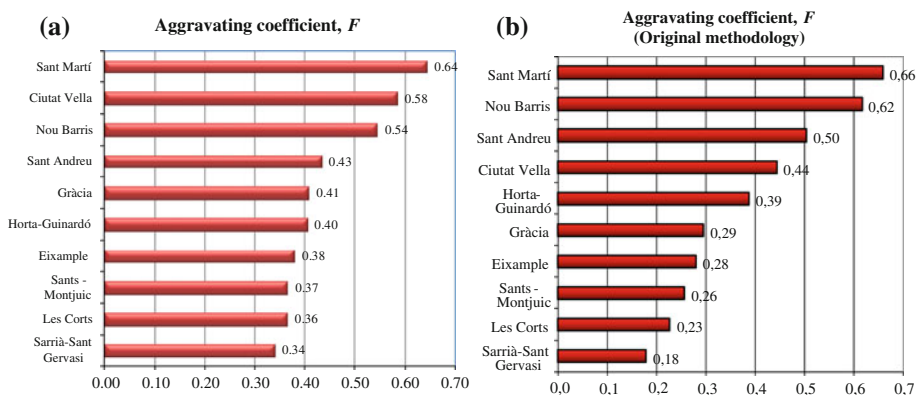 (a)
Aggravating coefficient, F
Sant Martí
0.64
Ciutat Vella
0.58
Nou Barris
0.54
Sant Andreu
0.43
Gràcia
0.41
Horta-Guinardó
0.40
Eixample
0.38
Sants -
Montjuic
0.37
Les Corts
0.36
Sarrià-Sant
Gervasi
0.34
0.00 0.10 0.20 0.30 0.40 0.50 0.60 0.70
(b)
Aggravating coefficient, F
(Original methodology)
Sant Martí
0,66
Nou Barris
0,62
Sant Andreu
0,50
Ciutat Vella
0,44
Horta-
Guinardó
0,39
Gràcia
0,29
Eixample
0,28
Sants -
Montjuic
0,26
Les Corts
0,23
Sarrià-Sant
Gervasi
0,18
0,0 0,1 0,2 0,3 0,4 0,5 0,6 0,7